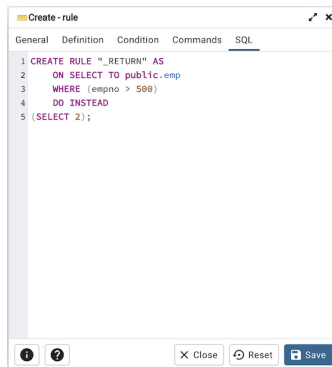 Create - rule
General Definition Condition Commands SQL
1 CREATE RULE "_RETURN" AS
2 ON SELECT TO public.emp
3 WHERE (empno > 500)
4 DO INSTEAD
5 (SELECT 2);
Close Reset Save